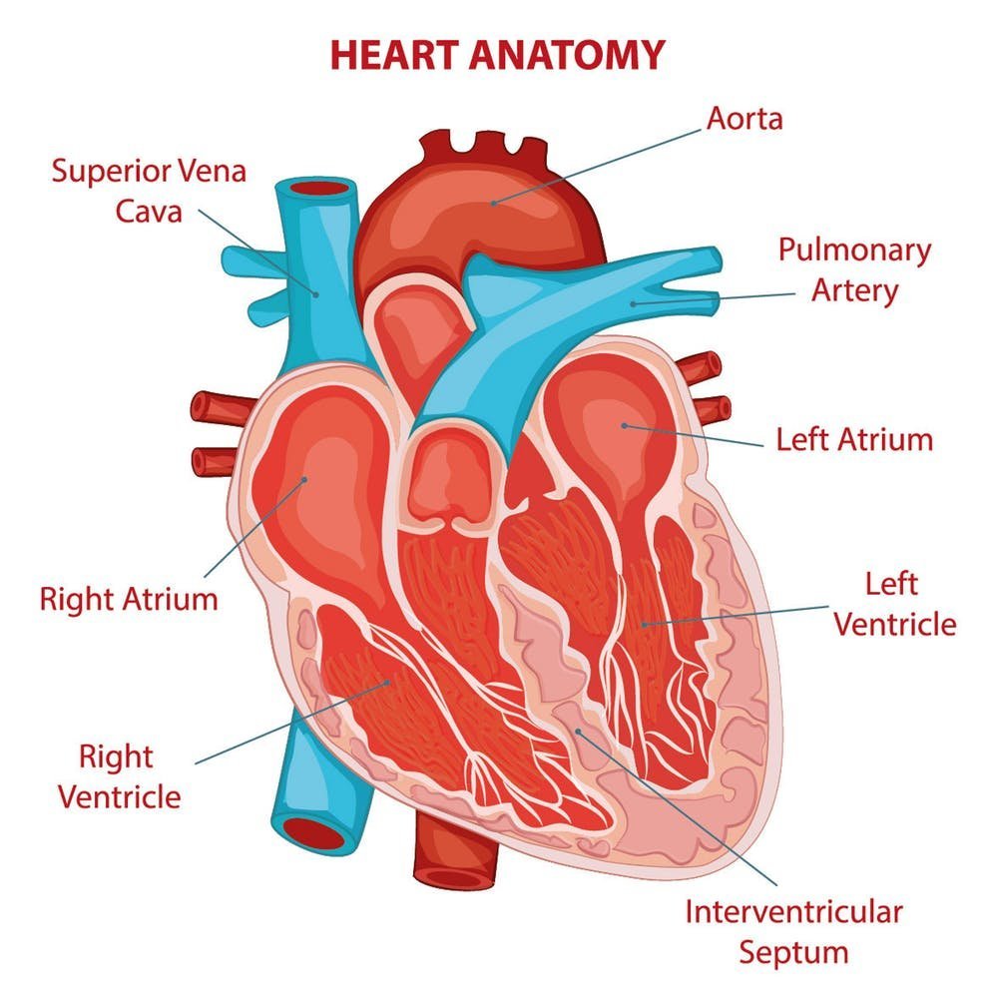 HEART ANATOMY
Aorta
Superior Vena
Cava
Pulmonary
Artery
Left Atrium
Right Atrium
Left
Ventricle
Right
Ventricle
Interventricular
Septum